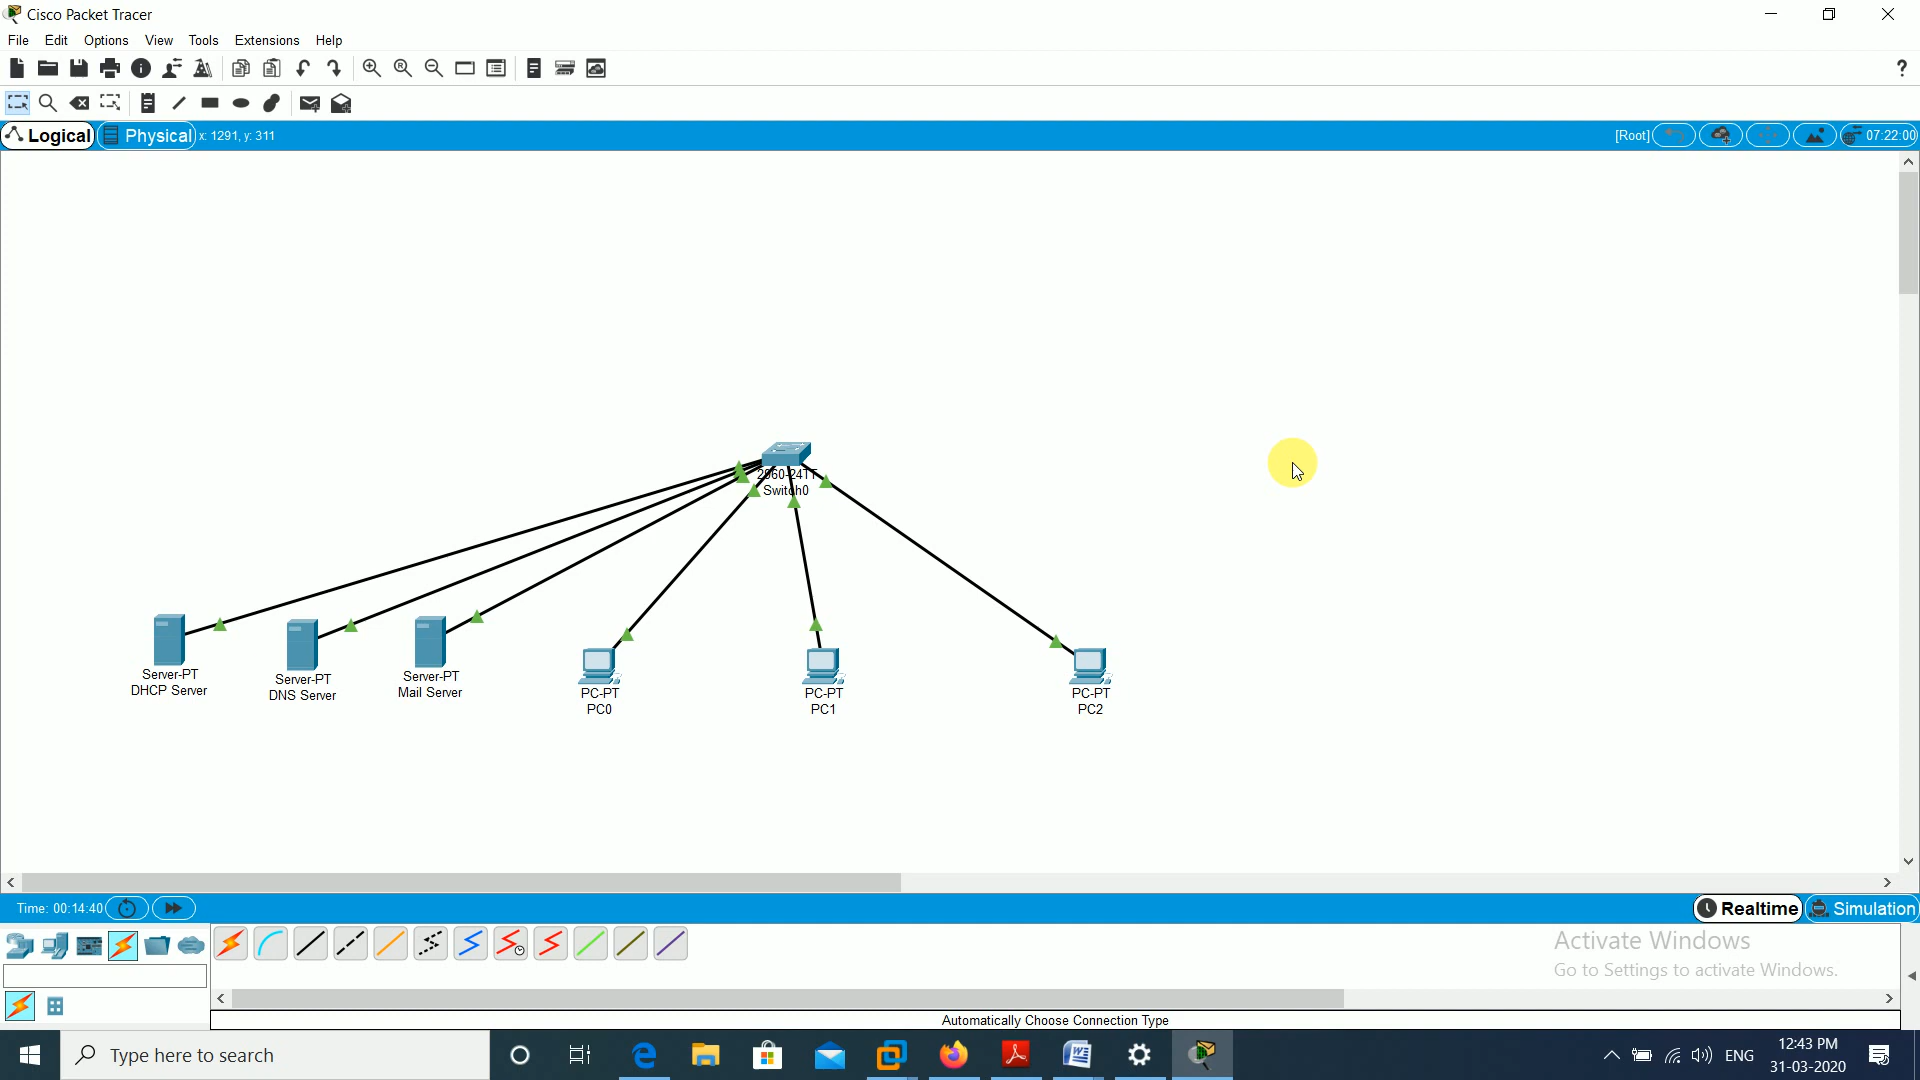 Cisco Packet Tracer
File Edit Options View Tools Extensions Help
?
Logical Physical x: 1291, y: 311 [Root] 07:22:00
2960-24TT
Switch0
Server-PT
DHCP Server
Server-PT
DNS Server
Server-PT
Mail Server
PC-PT
PC0
PC-PT
PC1
PC-PT
PC2
Time: 00:14:40 Realtime Simulation
Activate Windows
Go to Settings to activate Windows.
Automatically Choose Connection Type
Type here to search
ENG
12:43 PM
31-03-2020